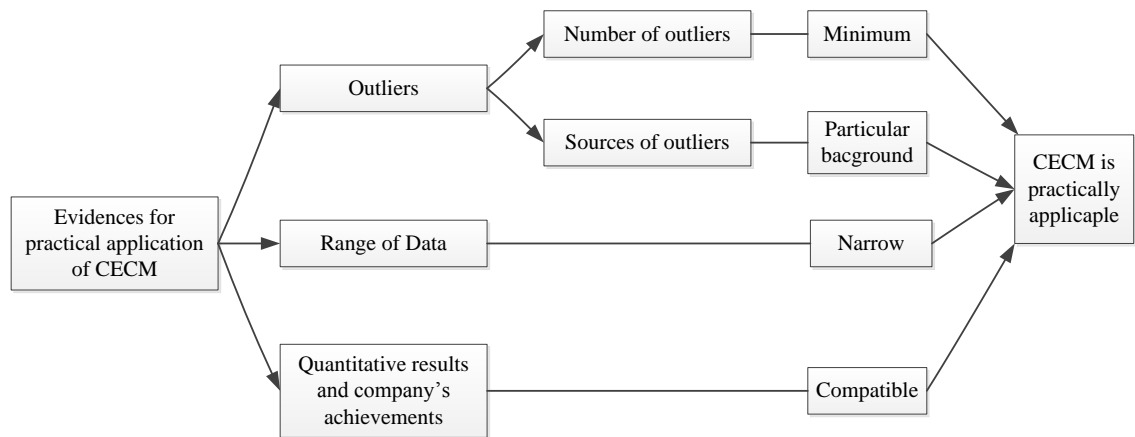 Number of outliers
Minimum
Outliers
Sources of outliers
Particular
bacground
CECM is
practically
applicaple
Evidences for
practical application
of CECM
Range of Data
Narrow
Quantitative results
and company’s
achievements
Compatible